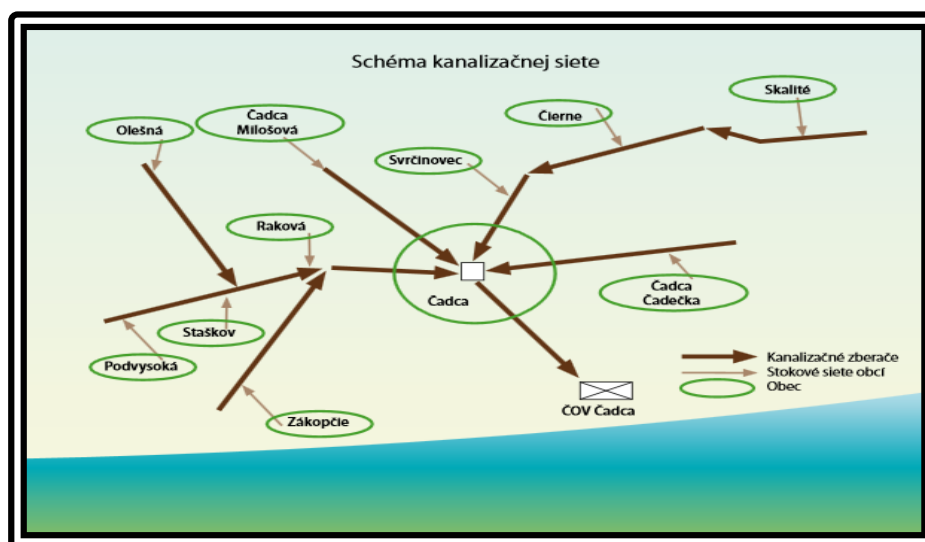 Schéma kanalizačnej siete
Skalité
Čadca
Milošová
Čierne
Olešná
Svrčinovec
Raková
Čadca
Čadca
Čadečka
Staškov
Podvysoká
Zákopčie
Kanalizačné zberače
Stokové siete obcí
Obec
ČOV Čadca